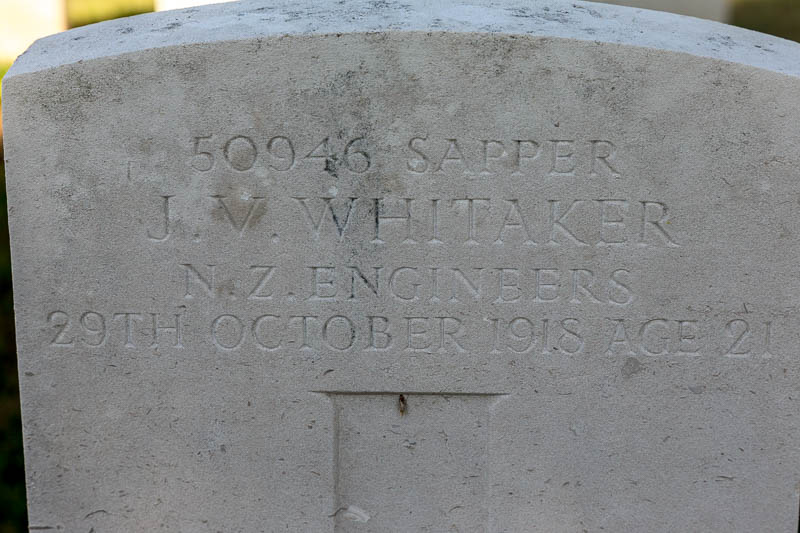 50946 SAPPER
J. V. WHITAKER
N. Z. ENGINEERS
29TH OCTOBER 1918 AGE 21